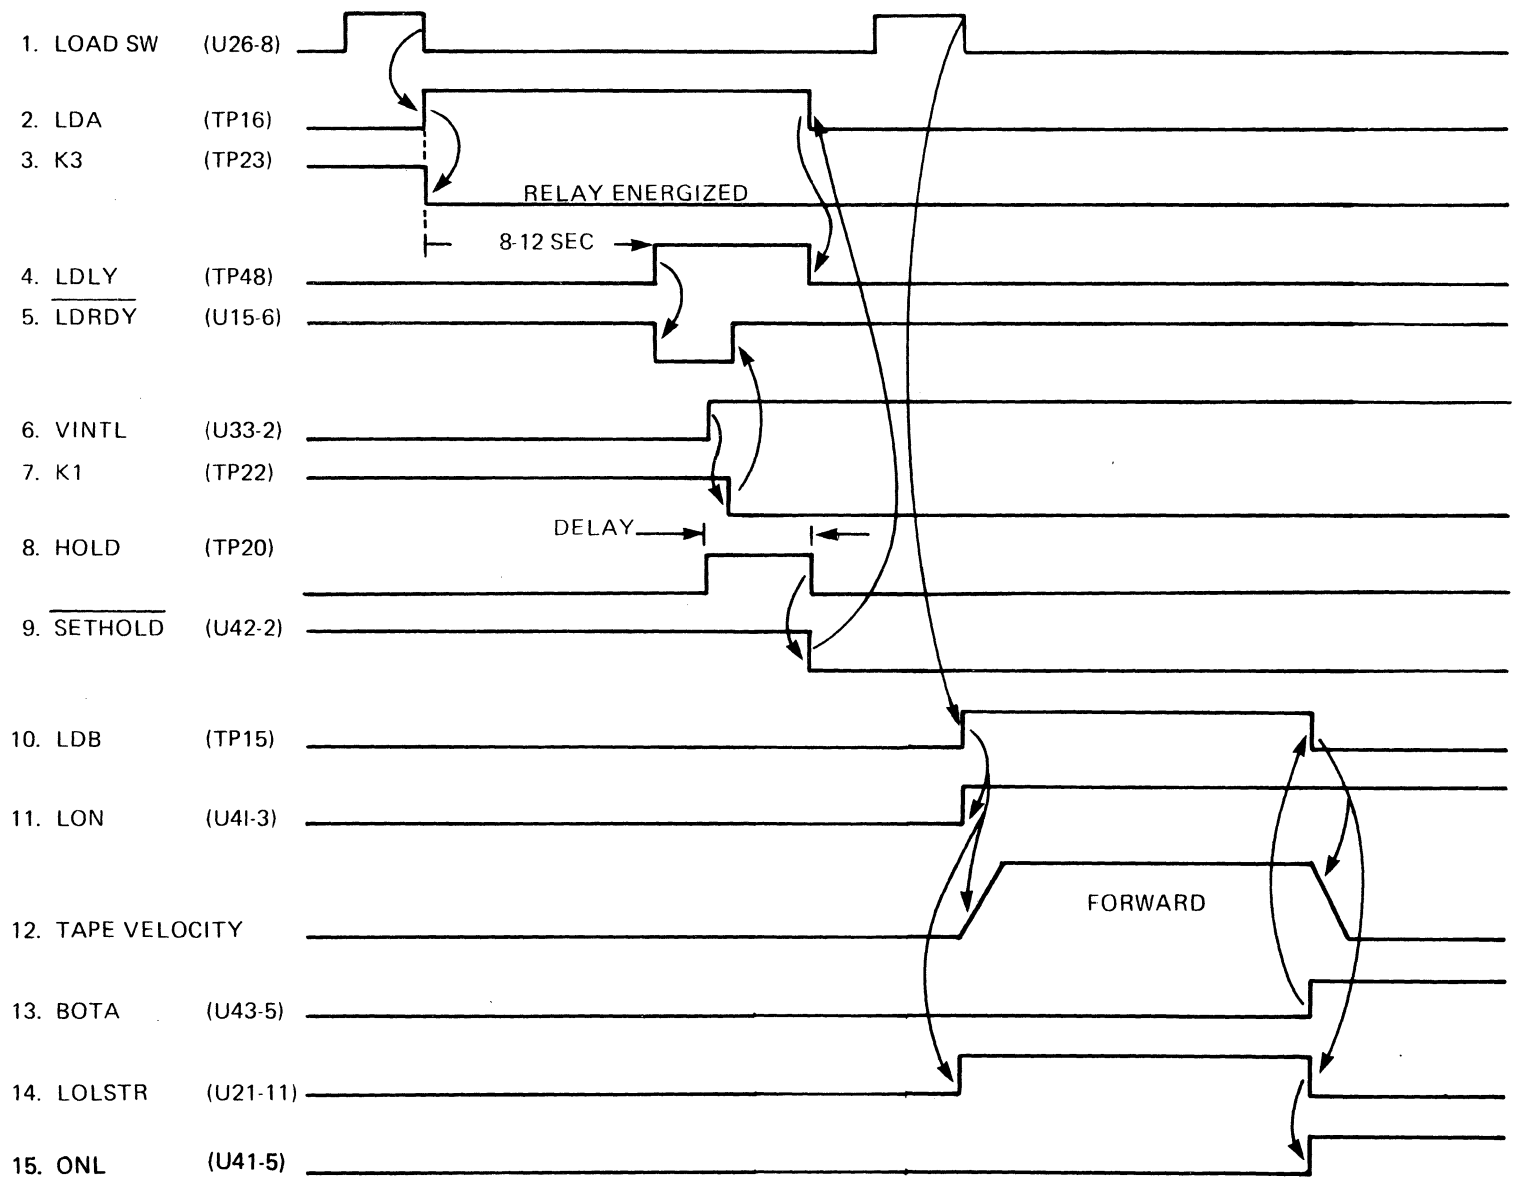 1. LOAD SW (U26-8)
2. LDA (TP16)
3. K3 (TP23)
RELAY ENERGIZED
8-12 SEC
4. LDLY (TP48)
5. LDRDY (U15-6)
6. VINTL (U33-2)
7. K1 (TP22)
DELAY
8. HOLD (TP20)
9. SETHOLD (U42-2)
10. LDB (TP15)
11. LON (U4I-3)
FORWARD
12. TAPE VELOCITY
13. BOTA (U43-5)
14. LOLSTR (U21-11)
15. ONL (U41-5)